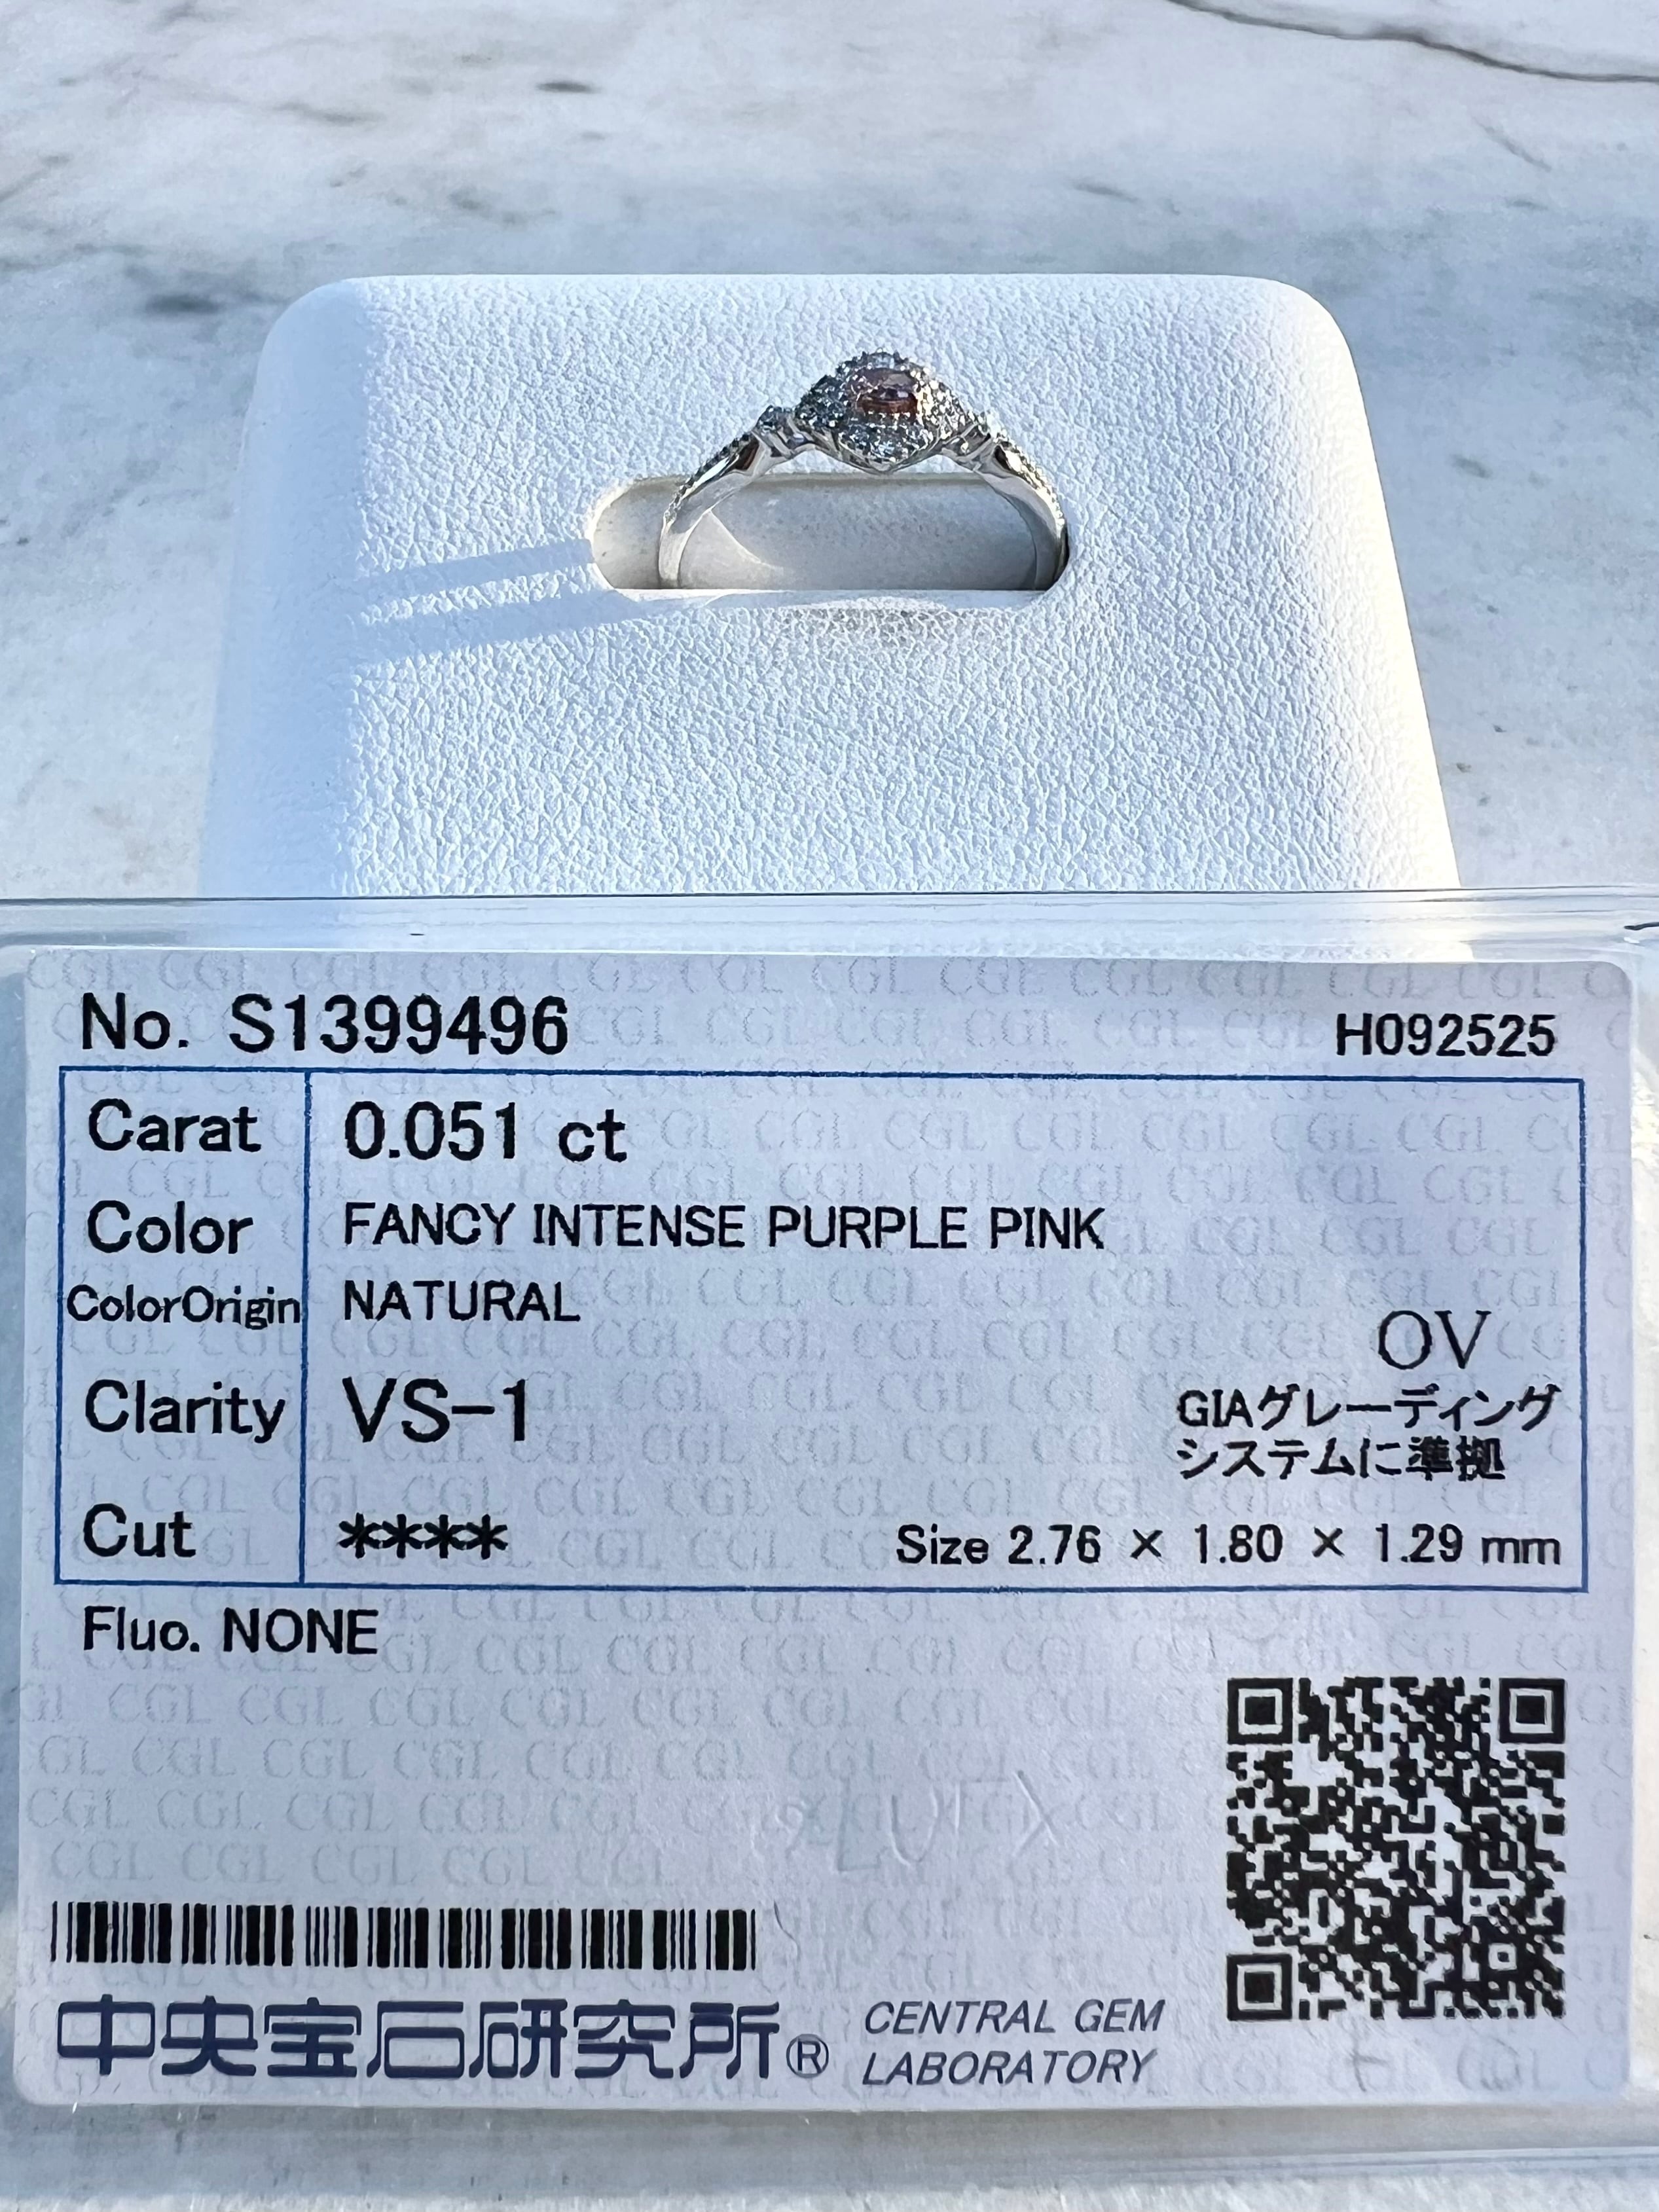 No. S1399496 H092525
Carat 0.051 ct
Color FANCY INTENSE PURPLE PINK
ColorOrigin NATURAL
OV
Clarity VS-1 GIAグレーディング
システムに準拠
Cut **** Size 2.76 × 1.80 × 1.29 mm
Fluo. NONE
中央宝石研究所® CENTRAL GEM
LABORATORY